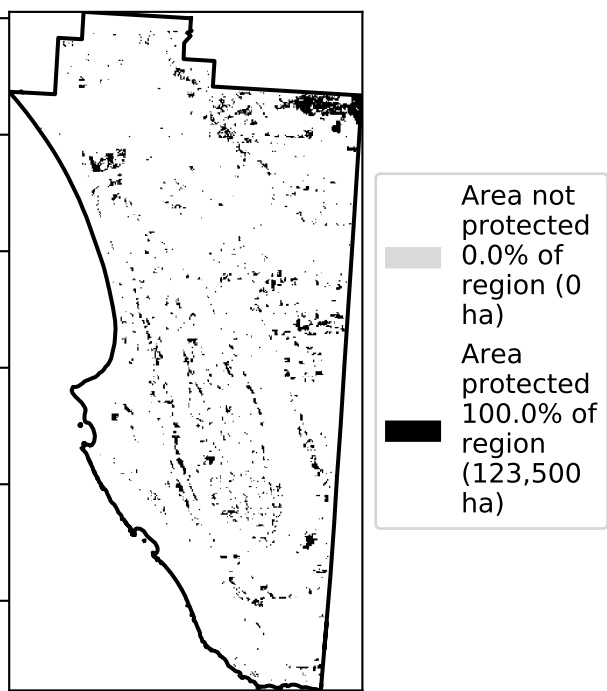 Area not
protected
0.0% of
region (0
ha)
Area
protected
100.0% of
region
(123,500
ha)